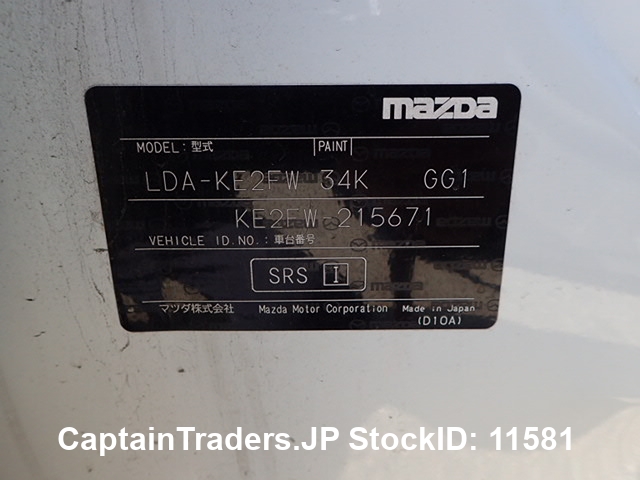 mazda
MODEL: 型式 PAINT
LDA-KE2FW 34K GG1
KE2FW 215671
VEHICLE ID.NO.: 車台番号
SRS I
マツダ株式会社 Mazda Motor Corporation Made in Japan
(D10A)
CaptainTraders.JP StockID: 11581